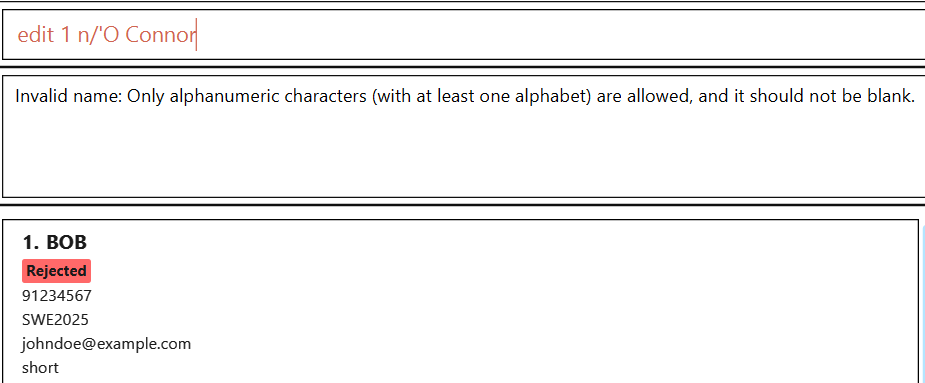 edit 1 n/'O Connor
Invalid name: Only alphanumeric characters (with at least one alphabet) are allowed, and it should not be blank.
1. BOB
Rejected
91234567
SWE2025
johndoe@example.com
short